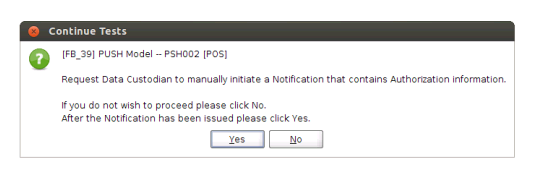 Continue Tests
[FB_39] PUSH Model -- PSH002 [POS]
Request Data Custodian to manually initiate a Notification that contains Authorization information.
If you do not wish to proceed please click No.
After the Notification has been issued please click Yes.
Yes No